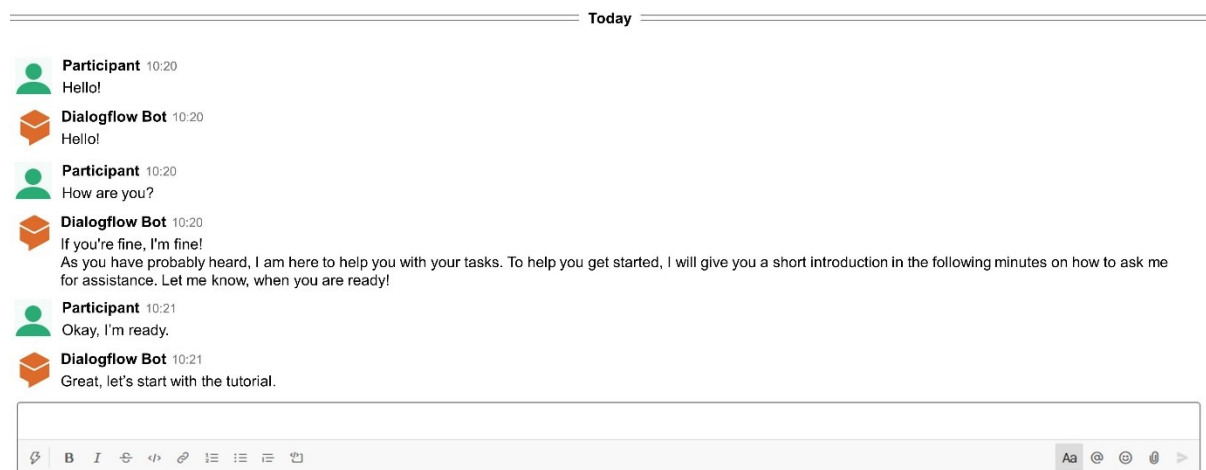 Today
Participant 10:20
Hello!
Dialogflow Bot 10:20
Hello!
Participant 10:20
How are you?
Dialogflow Bot 10:20
If you're fine, I'm fine!
As you have probably heard, I am here to help you with your tasks. To help you get started, I will give you a short introduction in the following minutes on how to ask me
for assistance. Let me know, when you are ready!
Participant 10:21
Okay, I'm ready.
Dialogflow Bot 10:21
Great, let's start with the tutorial.
B I S </> Aa @